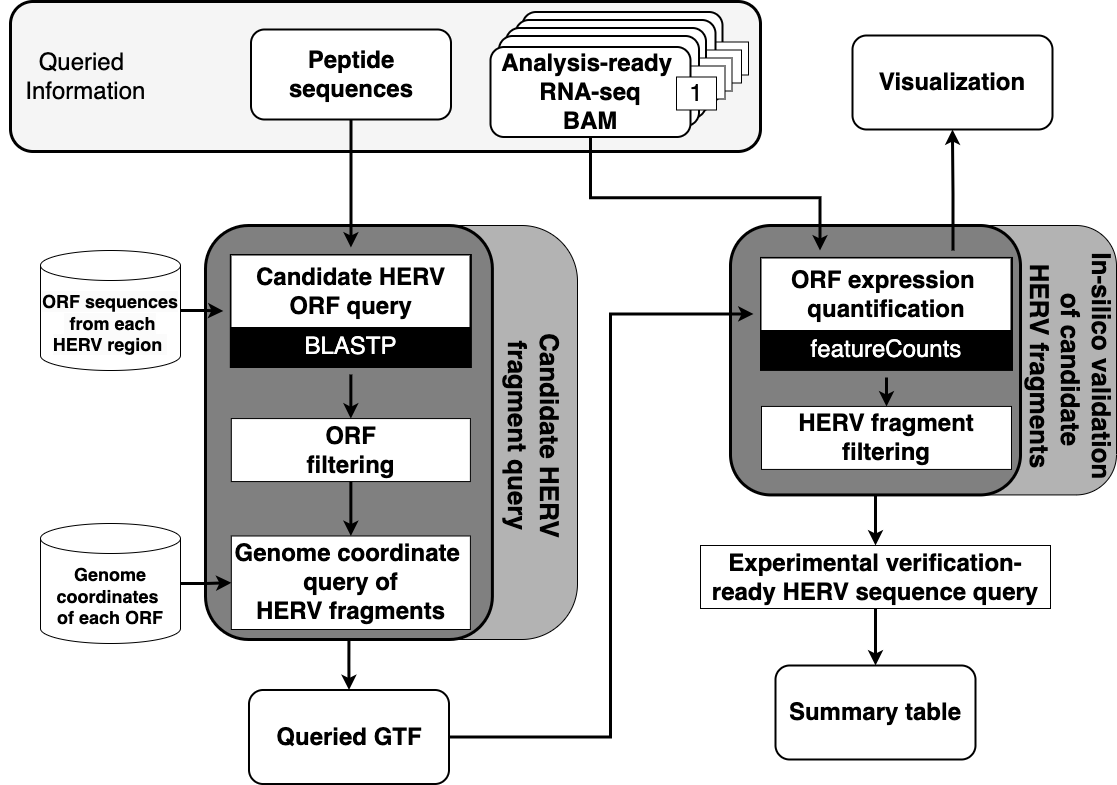 Queried
Information
Peptide
sequences
Analysis-ready
RNA-seq
BAM
1
Visualization
ORF sequences
from each
HERV region
Candidate HERV
ORF query
BLASTP
ORF
filtering
Genome coordinate
query of
HERV fragments
Candidate HERV
fragment query
Genome
coordinates
of each ORF
Queried GTF
ORF expression
quantification
featureCounts
HERV fragment
filtering
In-silico validation
of candidate
HERV fragments
Experimental verification-
ready HERV sequence query
Summary table